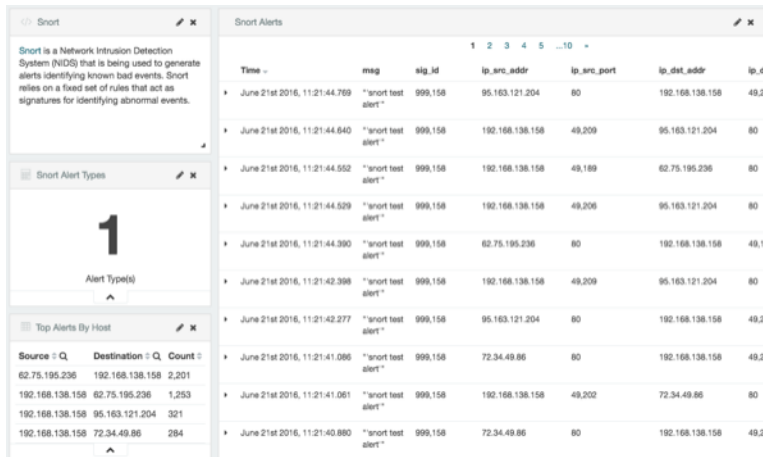 Snort
Snort is a Network Intrusion Detection
System (NIDS) that is being used to generate
alerts identifying known bad events. Snort
relies on a fixed set of rules that act as
signatures for identifying abnormal events.
Snort Alert Types
1
Alert Type(s)
Top Alerts By Host
Source Destination Count
62.75.195.236 192.168.138.158 2,201
192.168.138.158 62.75.195.236 1,253
192.168.138.158 95.163.121.204 321
192.168.138.158 72.34.49.86 284
Snort Alerts
1 2 3 4 5 ...10 »
Time msg sig_id ip_src_addr ip_src_port ip_dst_addr ip_d
June 21st 2016, 11:21:44.769 "'snort test 999,158 95.163.121.204 80 192.168.138.158 49,2
alert'"
June 21st 2016, 11:21:44.640 "'snort test 999,158 192.168.138.158 49,209 95.163.121.204 80
alert'"
June 21st 2016, 11:21:44.552 "'snort test 999,158 192.168.138.158 49,189 62.75.195.236 80
alert'"
June 21st 2016, 11:21:44.529 "'snort test 999,158 192.168.138.158 49,206 95.163.121.204 80
alert'"
June 21st 2016, 11:21:44.390 "'snort test 999,158 62.75.195.236 80 192.168.138.158 49,1
alert'"
June 21st 2016, 11:21:42.398 "'snort test 999,158 192.168.138.158 49,209 95.163.121.204 80
alert'"
June 21st 2016, 11:21:42.277 "'snort test 999,158 95.163.121.204 80 192.168.138.158 49,2
alert'"
June 21st 2016, 11:21:41.086 "'snort test 999,158 72.34.49.86 80 192.168.138.158 49,2
alert'"
June 21st 2016, 11:21:41.061 "'snort test 999,158 192.168.138.158 49,202 72.34.49.86 80
alert'"
June 21st 2016, 11:21:40.880 "'snort test 999,158 72.34.49.86 80 192.168.138.158 49,2
alert'"